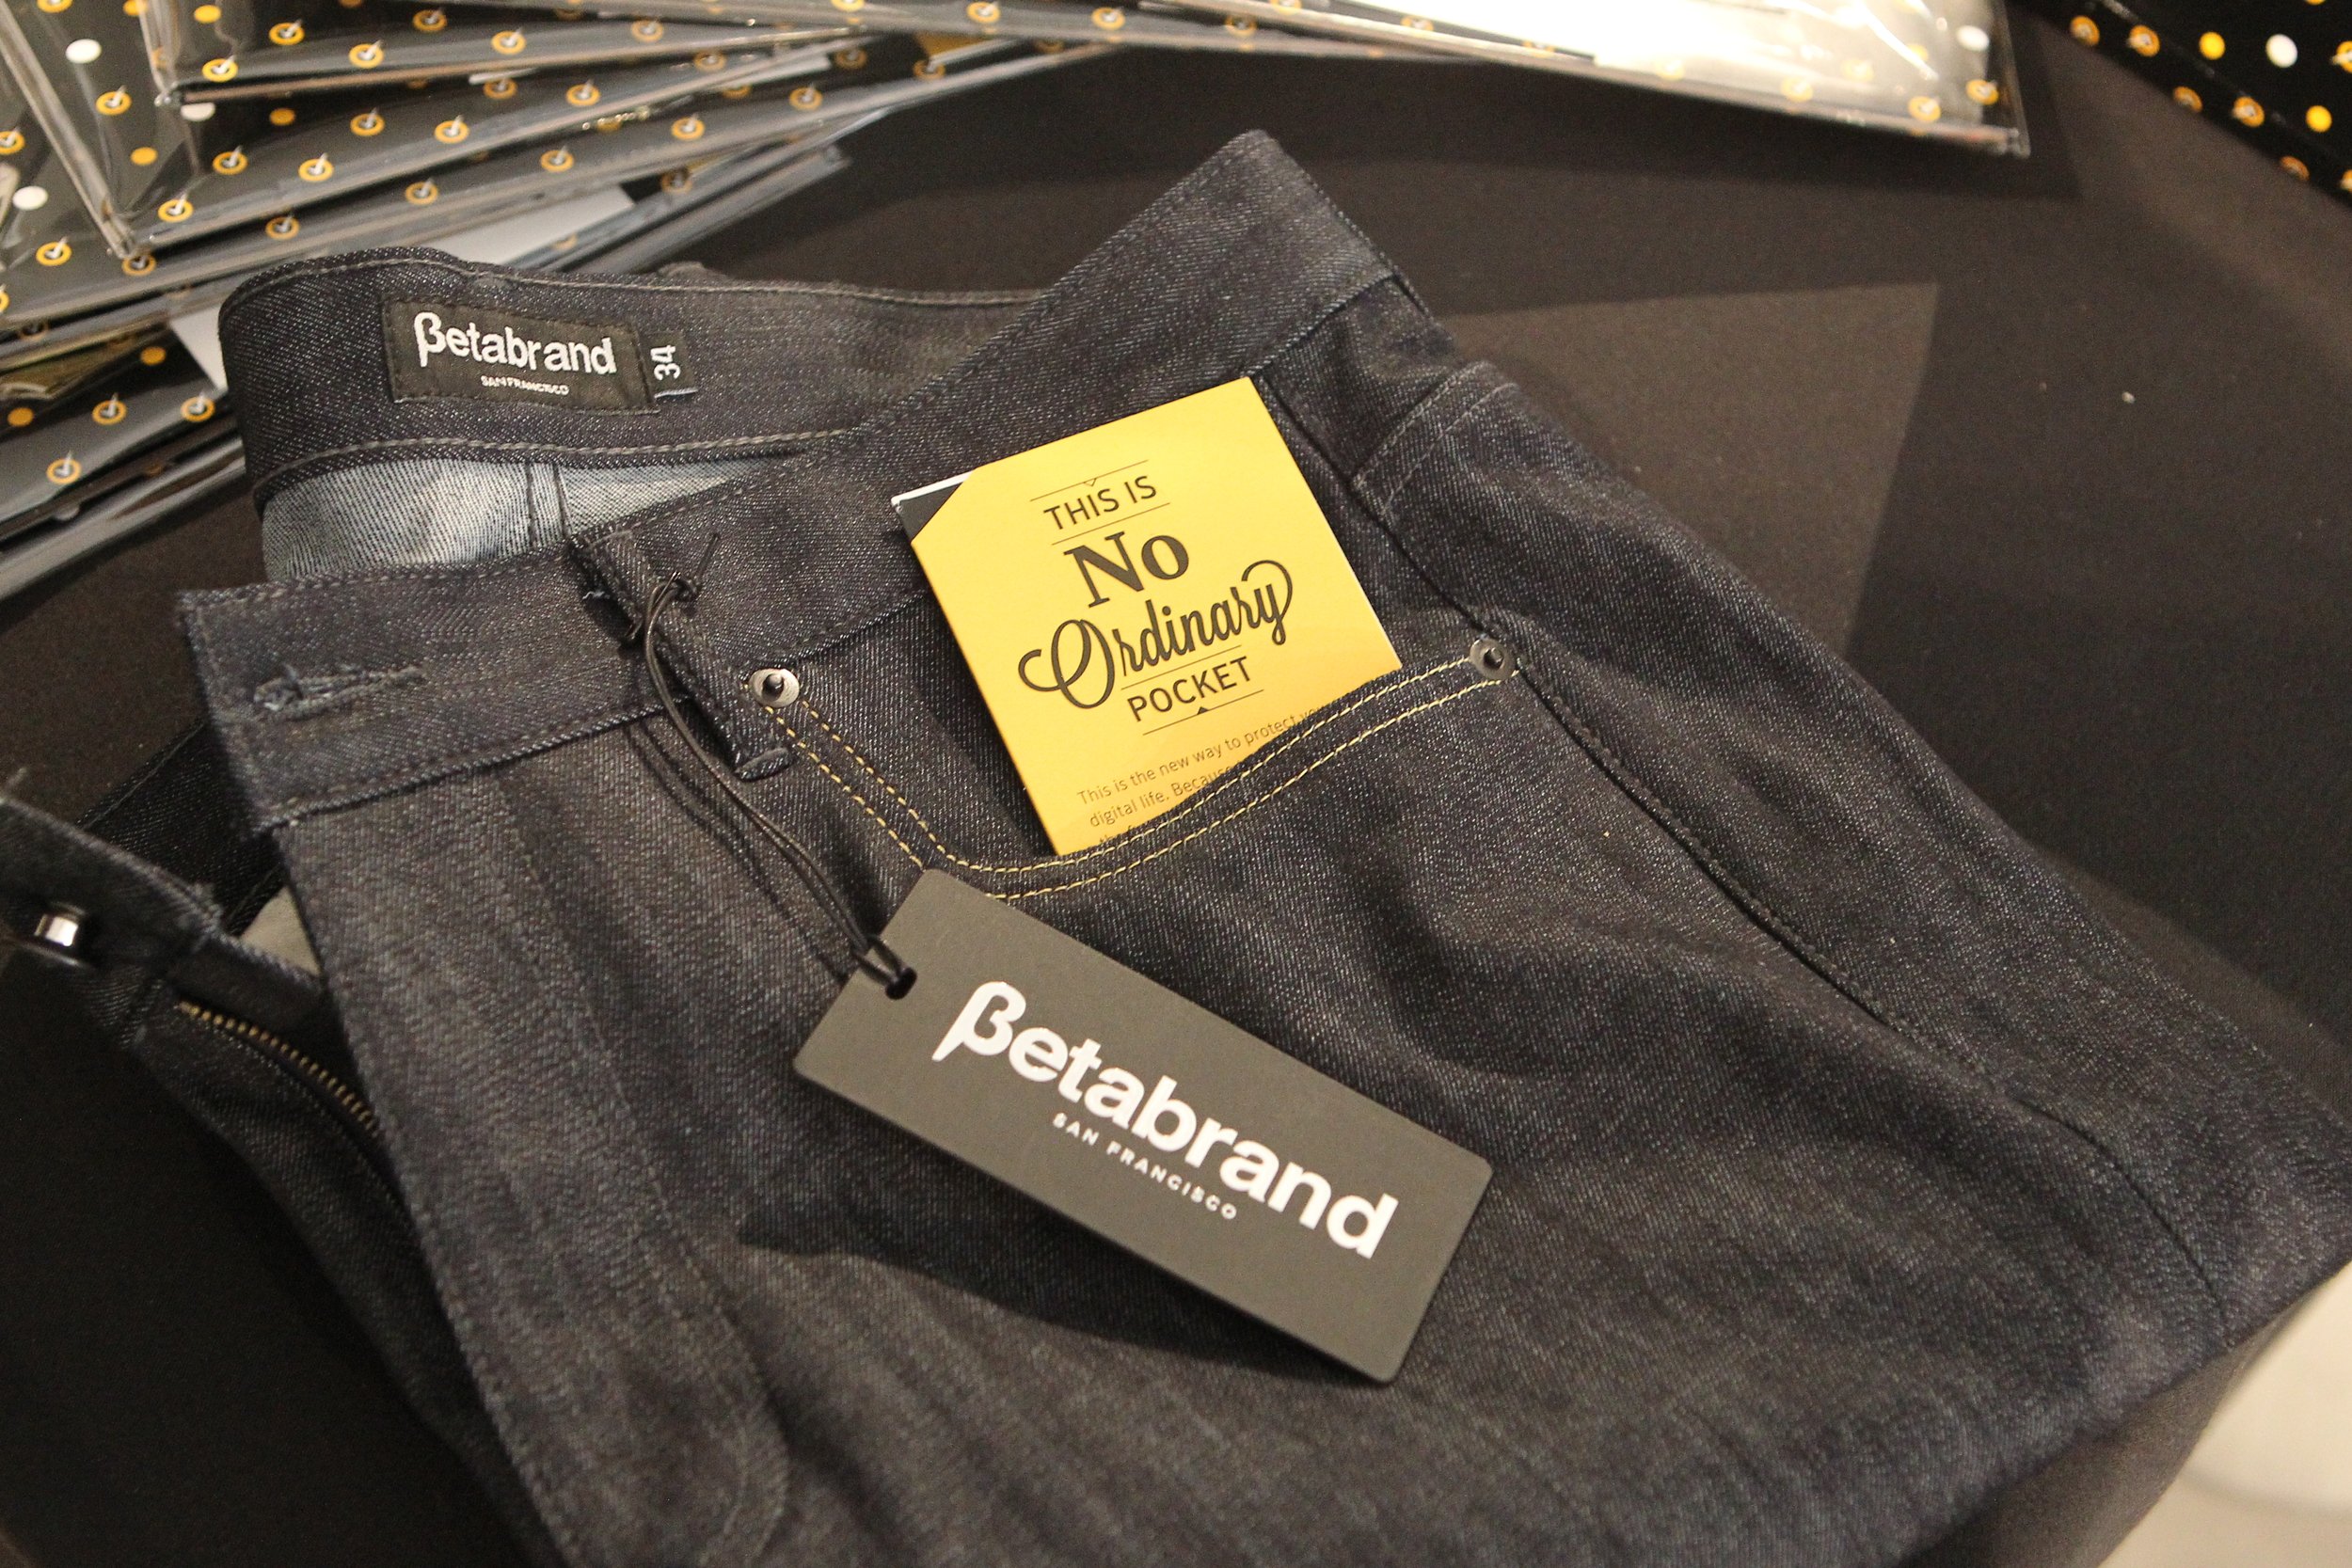 βetabrand
SAN FRANCISCO
34
THIS IS
No
Ordinary
POCKET
This is the new way to protect
digital life.
βetabrand
SAN FRANCISCO